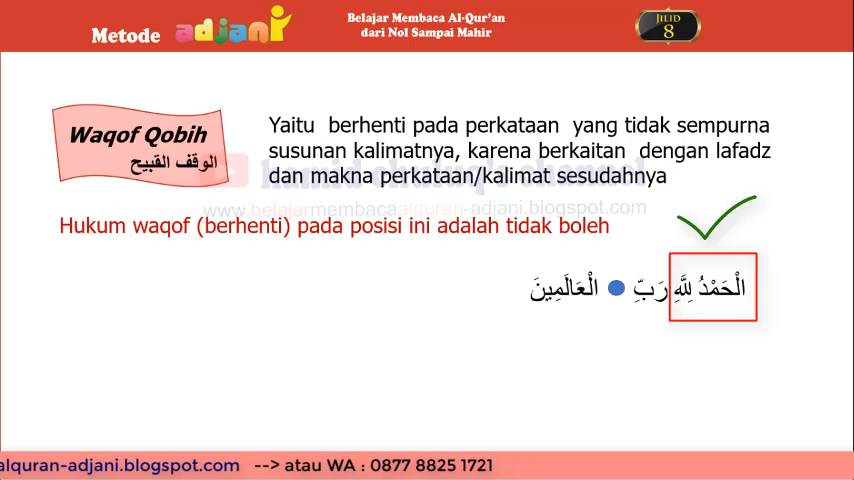 Metode adjani
Belajar Membaca Al-Qur'an
dari Nol Sampai Mahir
JILID
8
Waqof Qobih
الوقف القبيح
Yaitu berhenti pada perkataan yang tidak sempurna
susunan kalimatnya, karena berkaitan dengan lafadz
dan makna perkataan/kalimat sesudahnya
hamid chuluq's channel
www.belajarmembacaalquran-adjani.blogspot.com
Hukum waqof (berhenti) pada posisi ini adalah tidak boleh
الْحَمْدُ لِلَّهِ رَبِّ الْعَالَمِينَ
alquran-adjani.blogspot.com --> atau WA : 0877 8825 1721